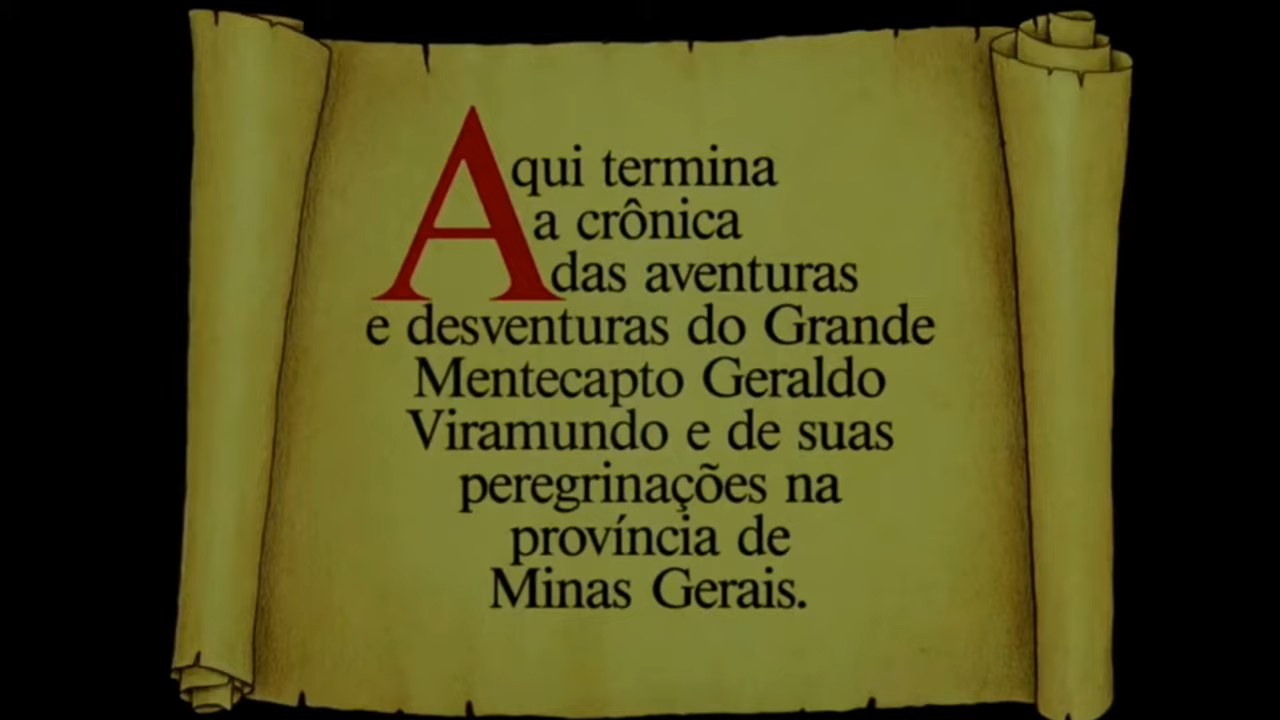 Aqui termina
a crônica
das aventuras
e desventuras do Grande
Mentecapto Geraldo
Viramundo e de suas
peregrinações na
província de
Minas Gerais.